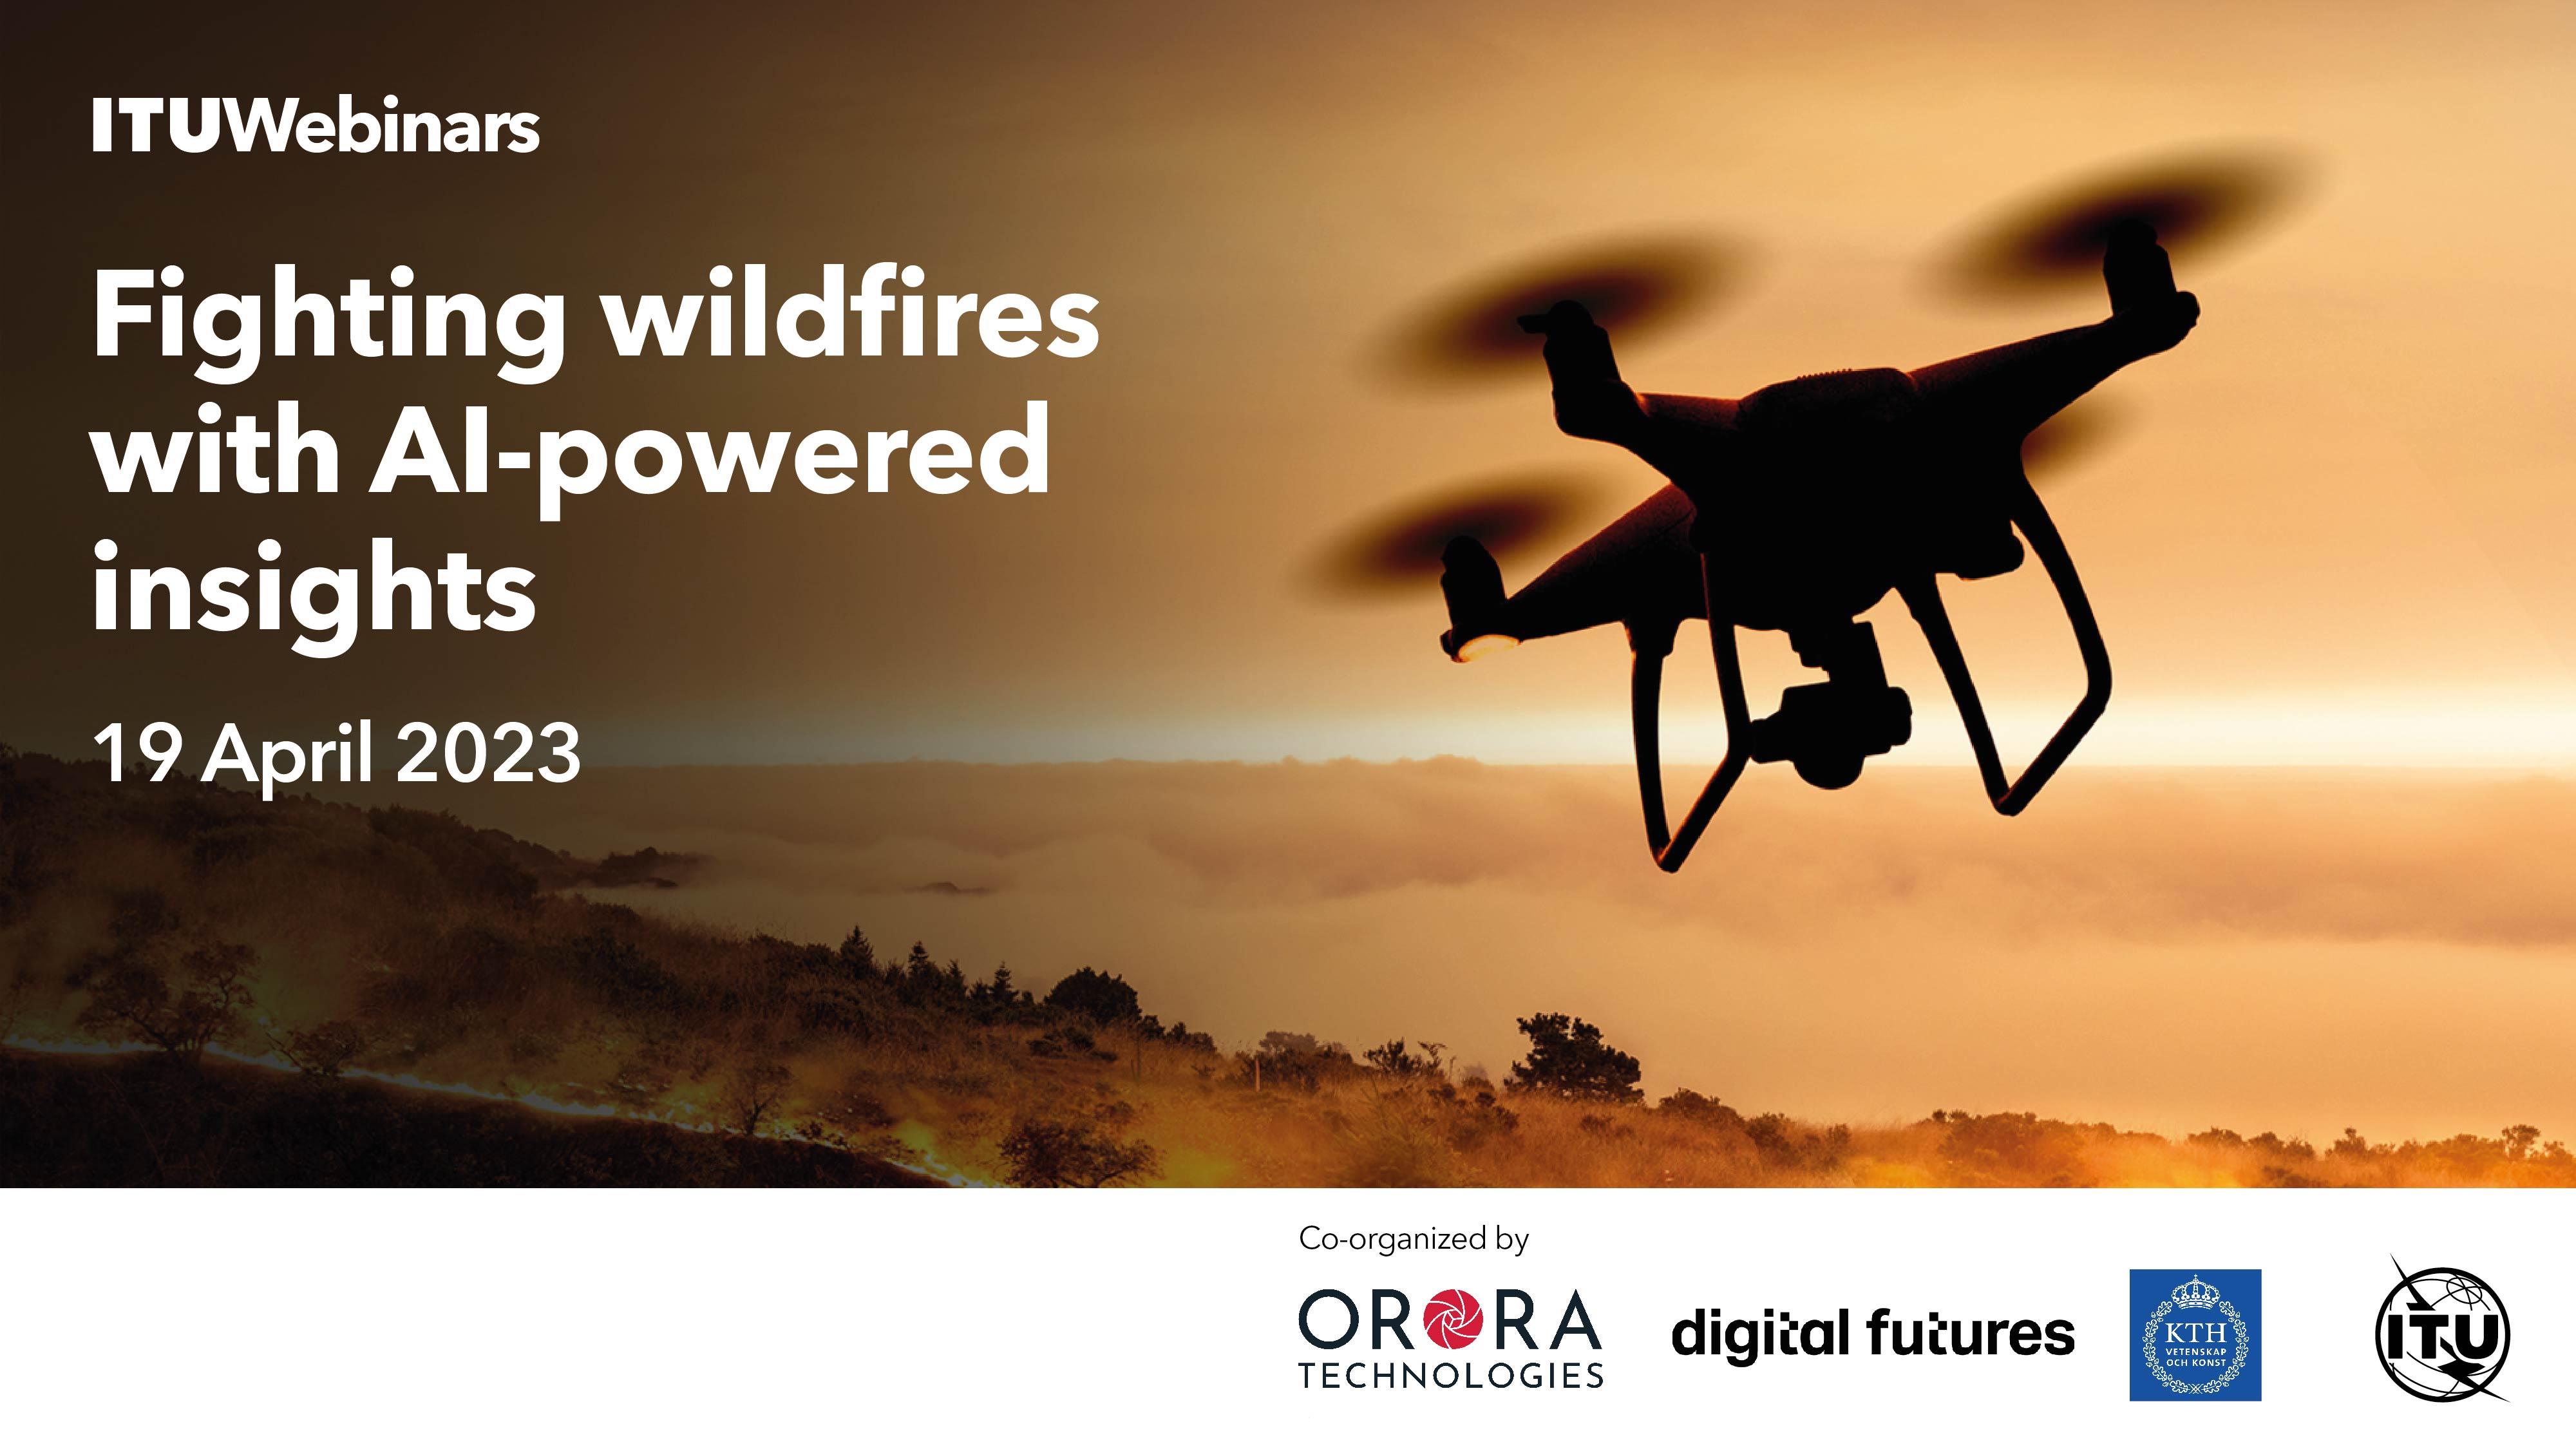 ITUWebinars
Fighting wildfires
with AI-powered
insights
19 April 2023
Co-organized by
ORORA
TECHNOLOGIES
digital futures
KTH
VETENSKAP
OCH KONST
ITU